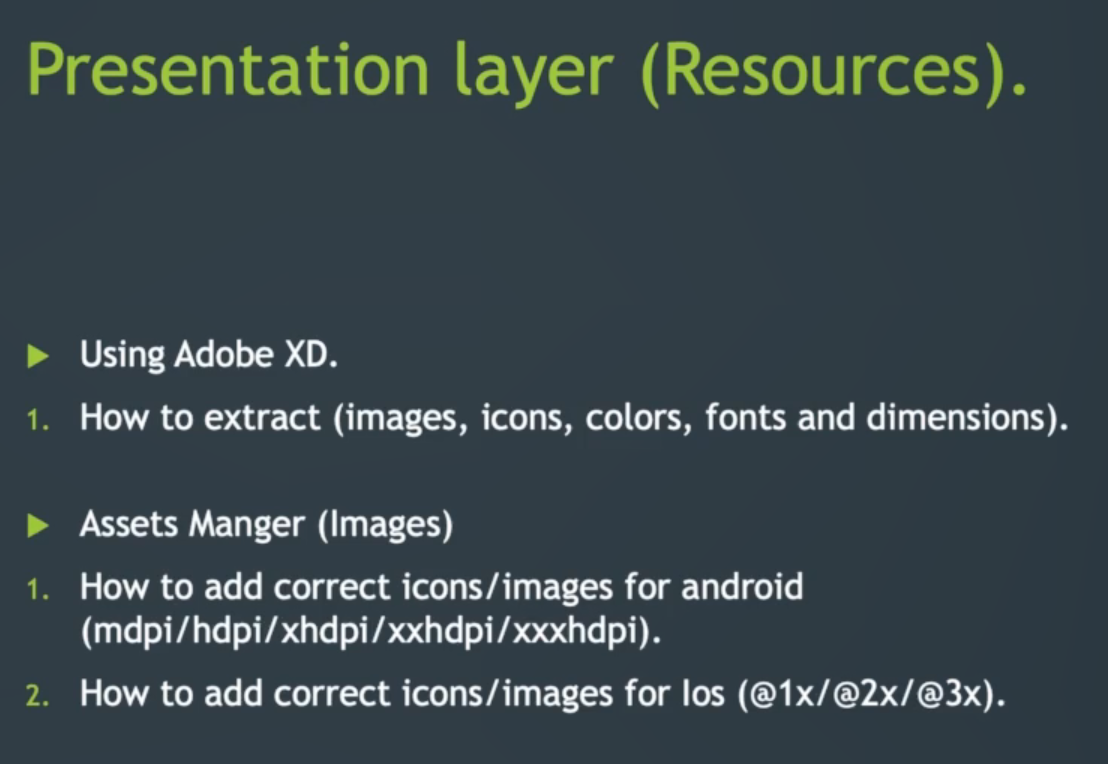 Presentation layer (Resources).
Using Adobe XD.
1. How to extract (images, icons, colors, fonts and dimensions).
Assets Manger (Images)
1. How to add correct icons/images for android
(mdpi/hdpi/xhdpi/xxhdpi/xxxhdpi).
2. How to add correct icons/images for Ios (@1x/@2x/@3x).